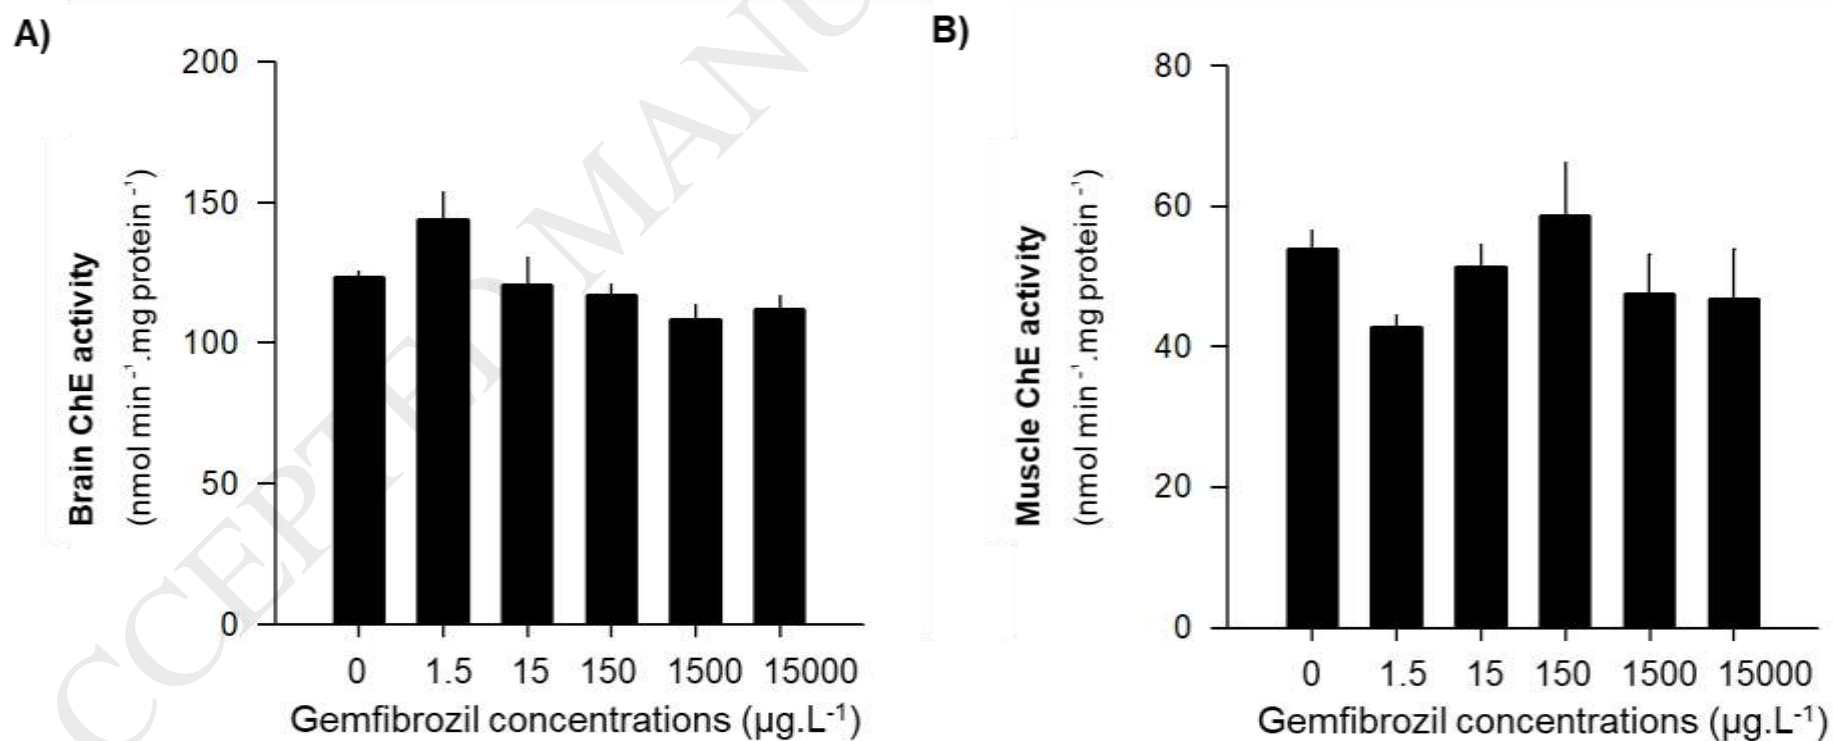 A)
Brain ChE activity
(nmol min⁻¹.mg protein⁻¹)
200
150
100
50
0
0 1.5 15 150 1500 15000
Gemfibrozil concentrations (µg.L⁻¹)
B)
Muscle ChE activity
(nmol min⁻¹.mg protein⁻¹)
80
60
40
20
0
0 1.5 15 150 1500 15000
Gemfibrozil concentrations (µg.L⁻¹)
CCEPTED MANU